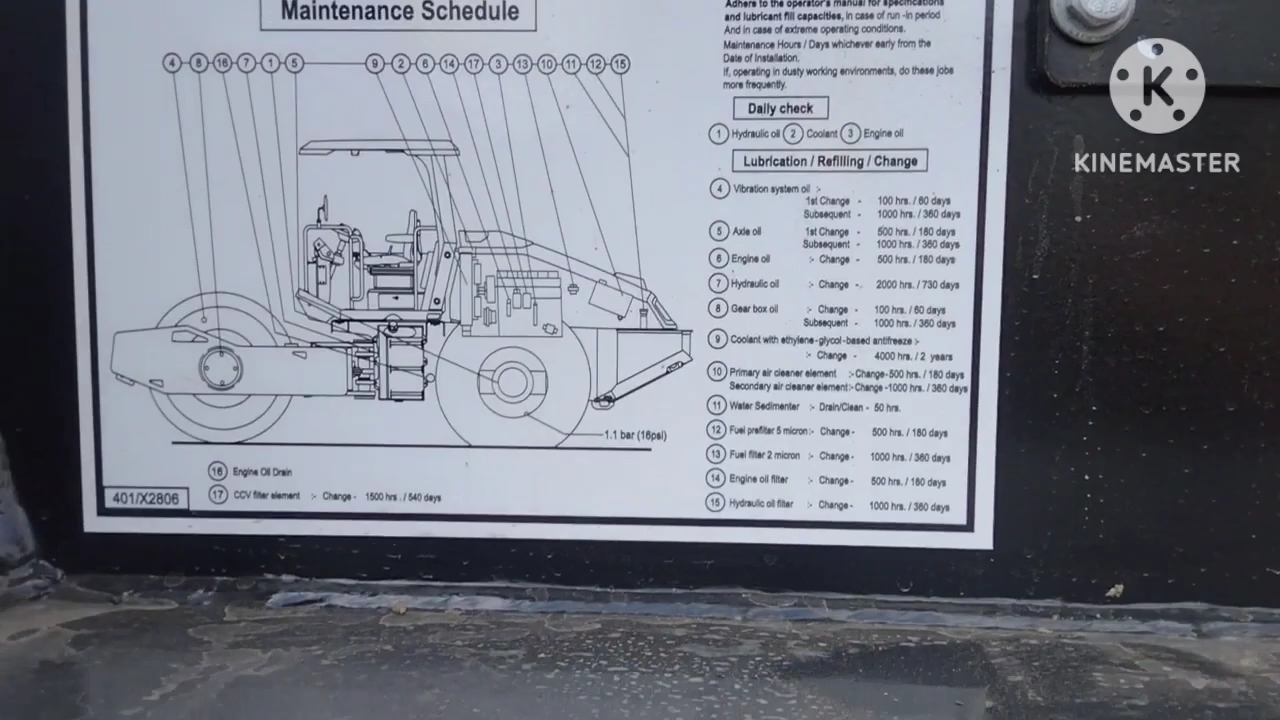 Maintenance Schedule
4 8 16 7 1 5 9 2 6 14 17 3 13 10 11 12 15
1.1 bar (16psi)
16 Engine Oil Drain
17 CCV filter element :- Change - 1500 hrs. / 540 days
401/X2806
Adhere to the operator's manual for specifications
and lubricant fill capacities, in case of run -in period
And in case of extreme operating conditions.
Maintenance Hours / Days whichever early from the
Date of Installation.
If, operating in dusty working environments, do these jobs
more frequently.
Daily check
1 Hydraulic oil 2 Coolant 3 Engine oil
Lubrication / Refilling / Change
4 Vibration system oil :-
1st Change - 100 hrs. / 60 days
Subsequent - 1000 hrs. / 360 days
5 Axle oil 1st Change - 500 hrs. / 180 days
Subsequent - 1000 hrs. / 360 days
6 Engine oil :- Change - 500 hrs. / 180 days
7 Hydraulic oil :- Change -. 2000 hrs. / 730 days
8 Gear box oil :- Change - 100 hrs. / 60 days
Subsequent - 1000 hrs. / 360 days
9 Coolant with ethylene-glycol-based antifreeze :-
:- Change - 4000 hrs. / 2 years
10 Primary air cleaner element :-Change-500 hrs. / 180 days
Secondary air cleaner element:-Change -1000 hrs. / 360 days
11 Water Sedimenter :- Drain/Clean - 50 hrs.
12 Fuel prefilter 5 micron:- Change - 500 hrs. / 180 days
13 Fuel filter 2 micron :- Change - 1000 hrs. / 360 days
14 Engine oil filter :- Change - 500 hrs. / 180 days
15 Hydraulic oil filter :- Change - 1000 hrs. / 360 days
K
KINEMASTER